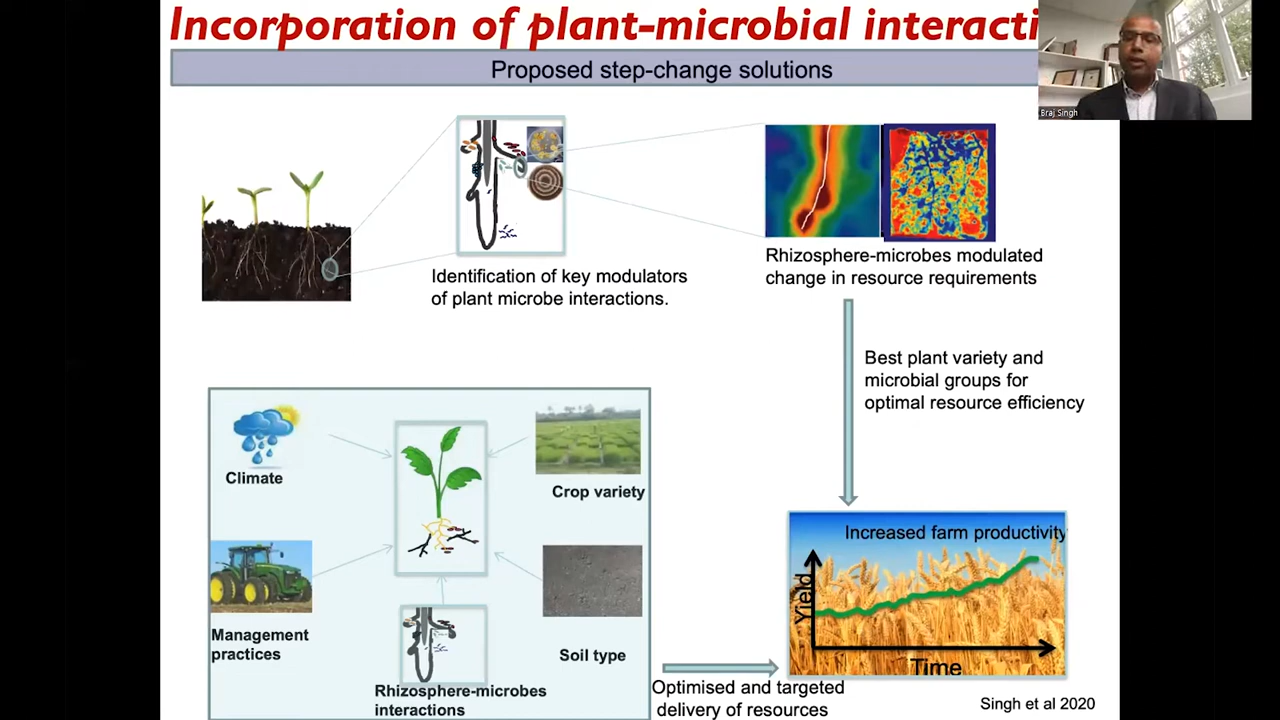 Incorporation of plant-microbial interacti
Proposed step-change solutions
Braj Singh
Identification of key modulators
of plant microbe interactions.
Rhizosphere-microbes modulated
change in resource requirements
Best plant variety and
microbial groups for
optimal resource efficiency
Climate
Crop variety
Management
practices
Soil type
Rhizosphere-microbes
interactions
Increased farm productivity
Yield
Time
Optimised and targeted
delivery of resources
Singh et al 2020